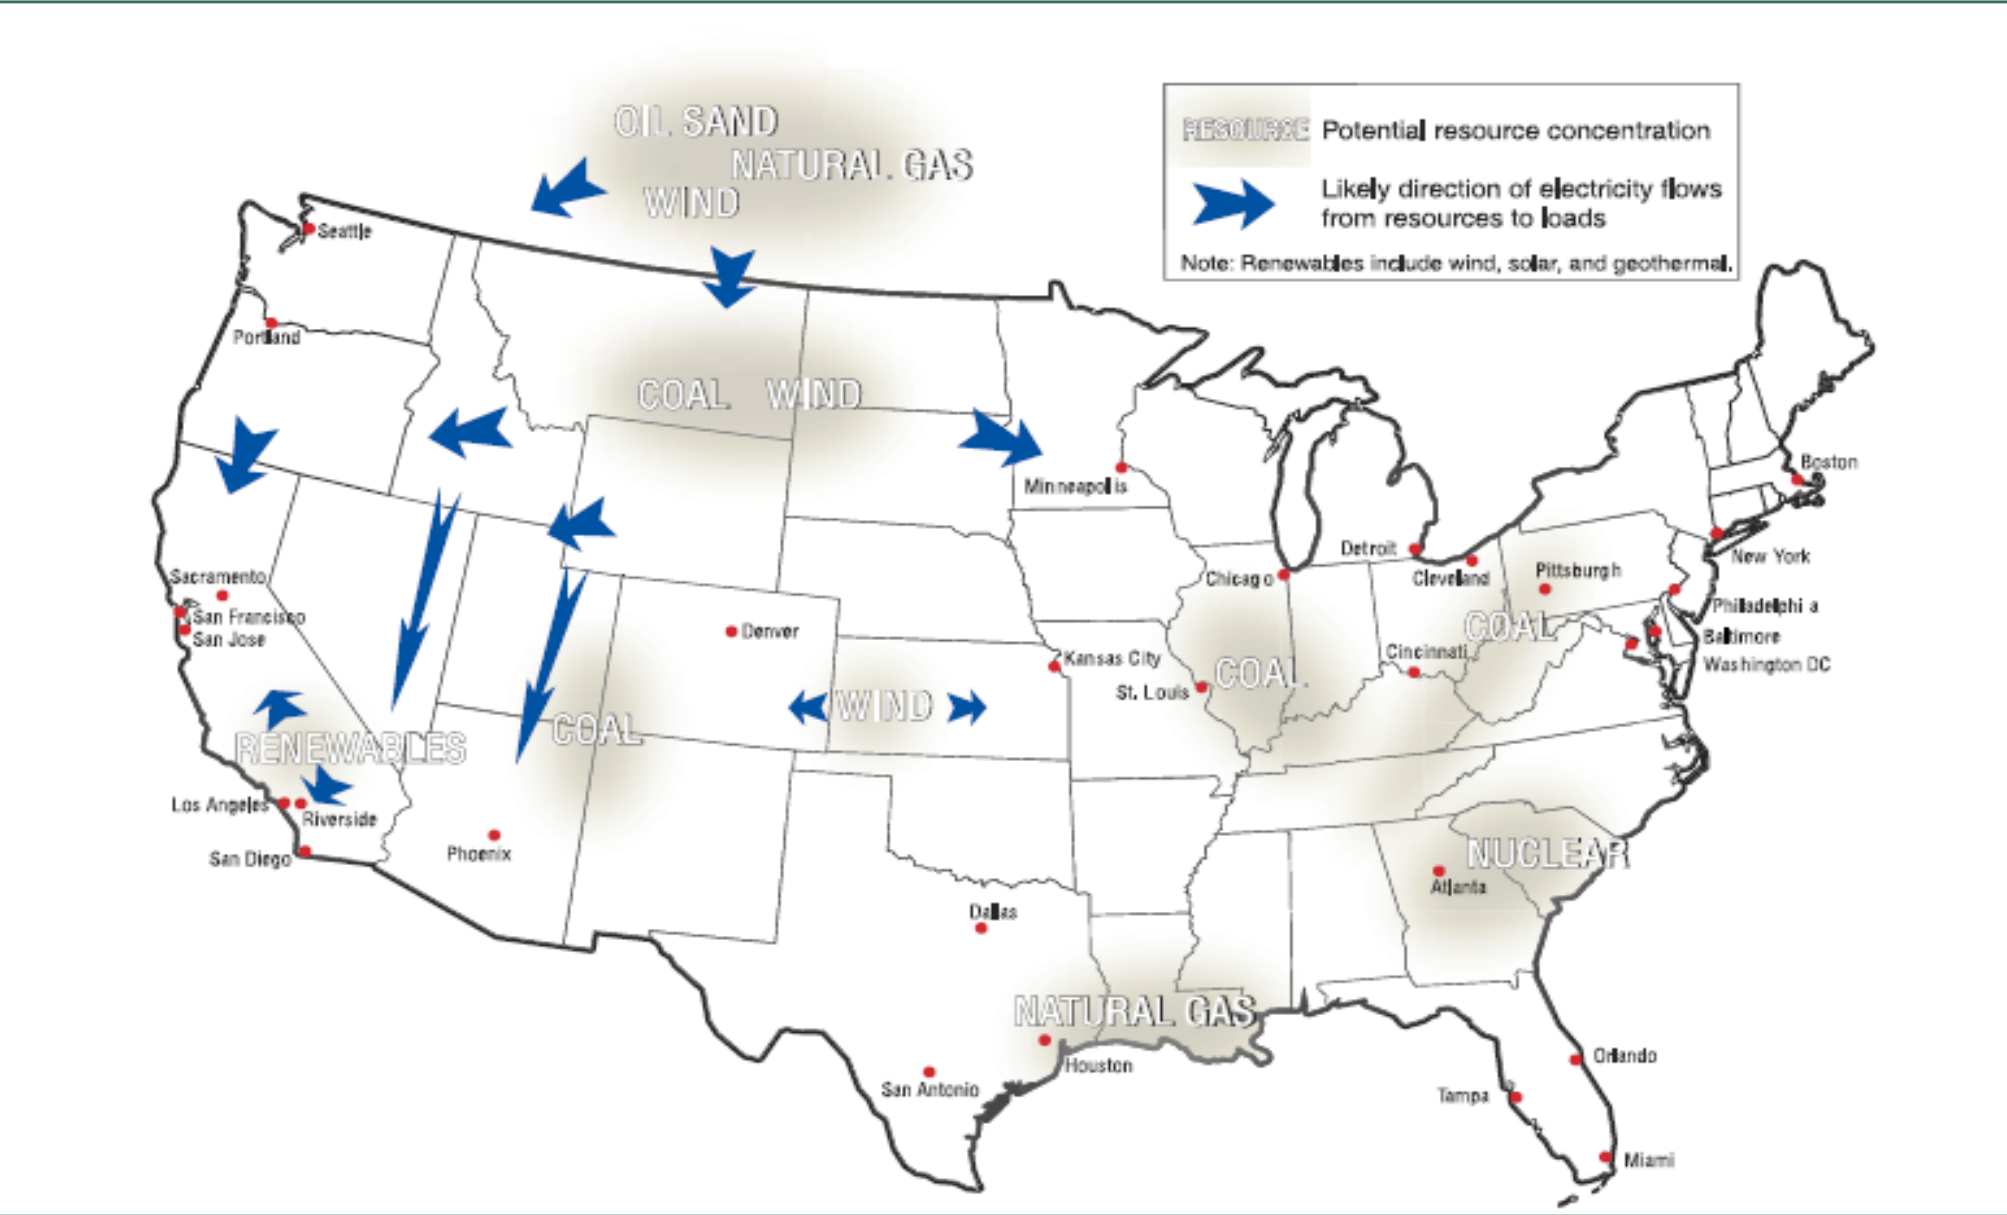 OIL SAND
NATURAL GAS
WIND
RESOURCE Potential resource concentration
Likely direction of electricity flows
from resources to loads
Note: Renewables include wind, solar, and geothermal.
Seattle
Portland
COAL WIND
Minneapolis
Boston
New York
Detroit
Cleveland
Pittsburgh
Chicago
Philadelphi a
Baltimore
Washington DC
COAL
Cincinnati
Sacramento
San Francisco
San Jose
Denver
Kansas City
St. Louis
COAL
WIND
COAL
RENEWABLES
Los Angeles
Riverside
San Diego
Phoenix
NUCLEAR
Atlanta
Dallas
NATURAL GAS
Houston
San Antonio
Orlando
Tampa
Miami